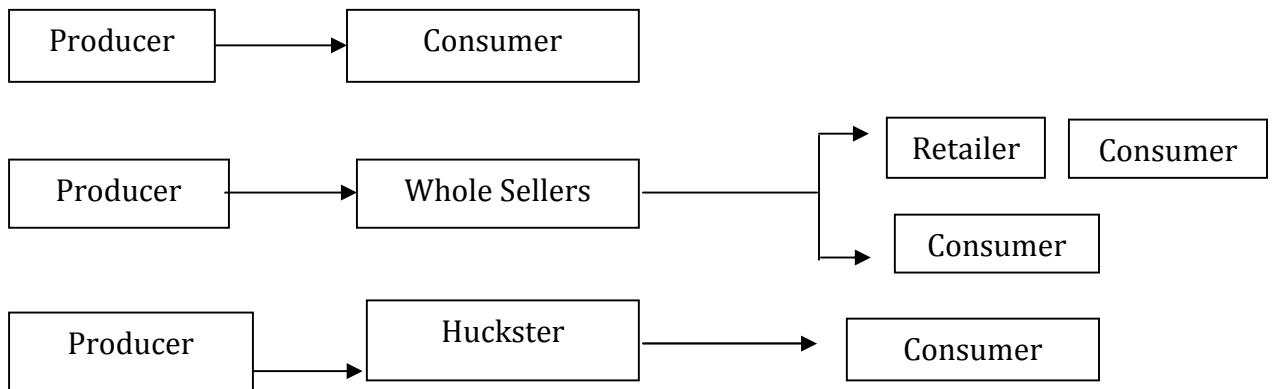 Producer Consumer
Producer Whole Sellers Retailer Consumer
Consumer
Producer Huckster Consumer